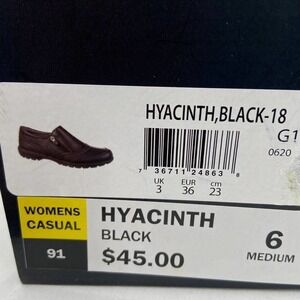 HYACINTH,BLACK-18
G1
0620
7 36711 24863 8
UK EUR cm
3 36 23
WOMENS
CASUAL
91
HYACINTH
BLACK
$45.00
6
MEDIUM